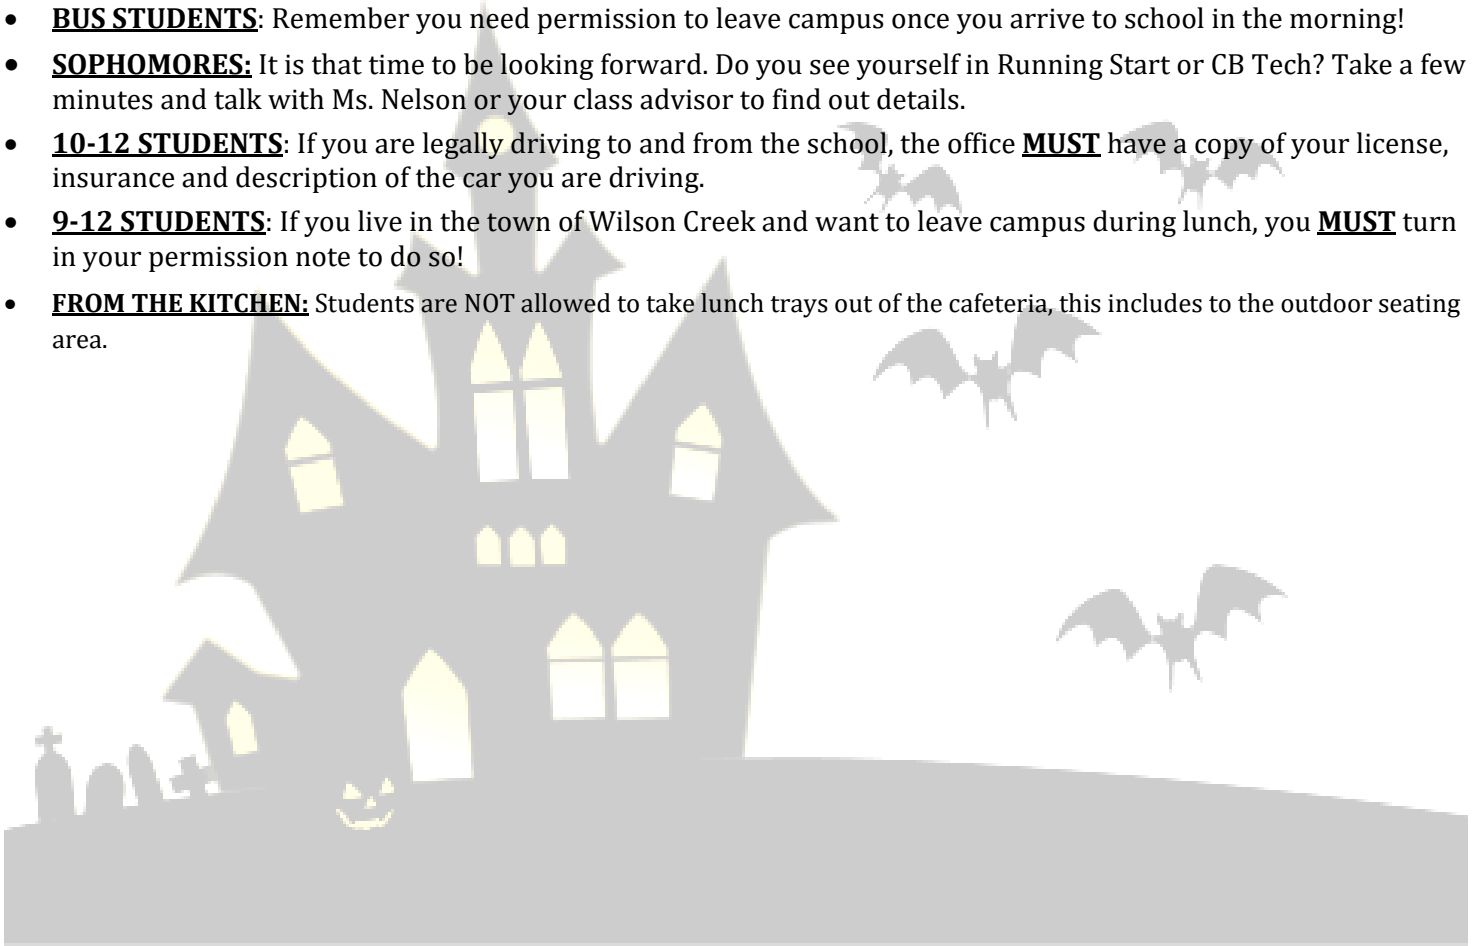 • BUS STUDENTS: Remember you need permission to leave campus once you arrive to school in the morning!
• SOPHOMORES: It is that time to be looking forward. Do you see yourself in Running Start or CB Tech? Take a few
minutes and talk with Ms. Nelson or your class advisor to find out details.
• 10-12 STUDENTS: If you are legally driving to and from the school, the office MUST have a copy of your license,
insurance and description of the car you are driving.
• 9-12 STUDENTS: If you live in the town of Wilson Creek and want to leave campus during lunch, you MUST turn
in your permission note to do so!
• FROM THE KITCHEN: Students are NOT allowed to take lunch trays out of the cafeteria, this includes to the outdoor seating
area.